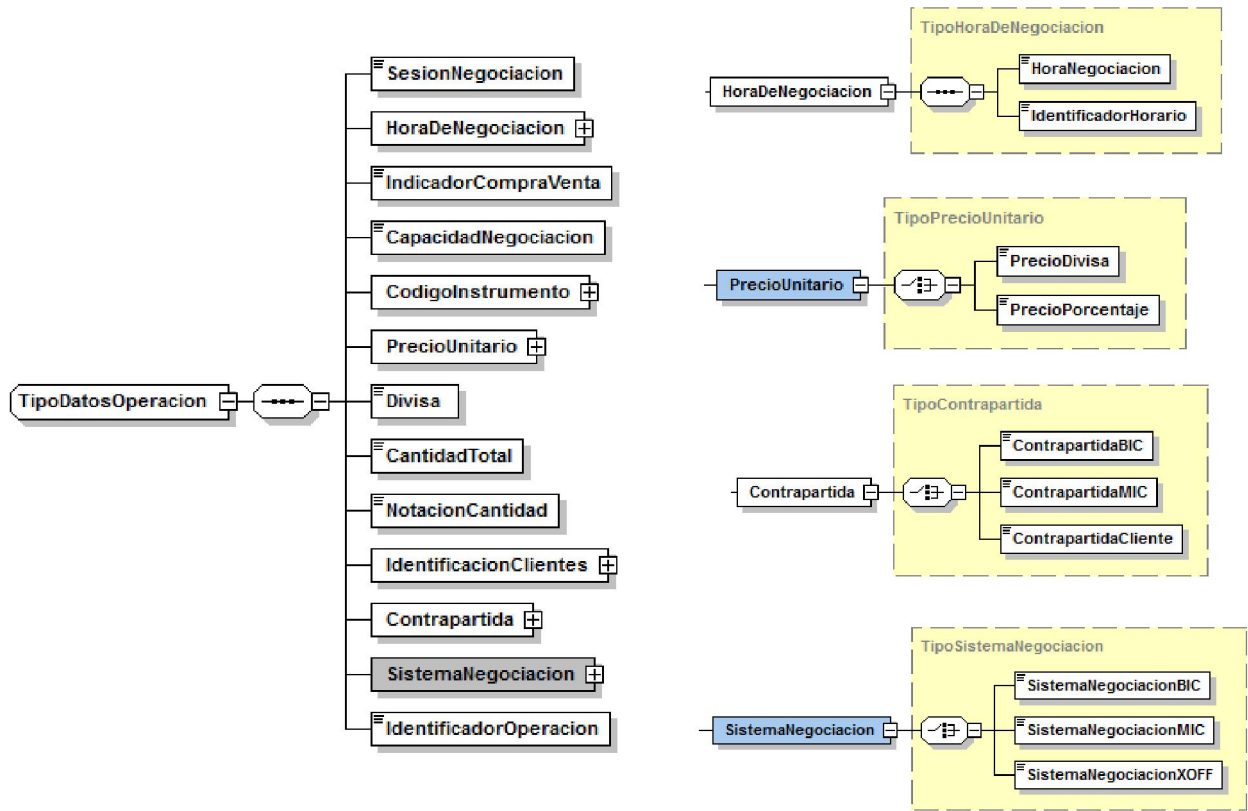 TipoDatosOperacion
SesionNegociacion
HoraDeNegociacion
IndicadorCompraVenta
CapacidadNegociacion
CodigoInstrumento
PrecioUnitario
Divisa
CantidadTotal
NotacionCantidad
IdentificacionClientes
Contrapartida
SistemaNegociacion
IdentificadorOperacion
TipoHoraDeNegociacion
HoraDeNegociacion
HoraNegociacion
IdentificadorHorario
TipoPrecioUnitario
PrecioUnitario
PrecioDivisa
PrecioPorcentaje
TipoContrapartida
Contrapartida
ContrapartidaBIC
ContrapartidaMIC
ContrapartidaCliente
TipoSistemaNegociacion
SistemaNegociacion
SistemaNegociacionBIC
SistemaNegociacionMIC
SistemaNegociacionXOFF